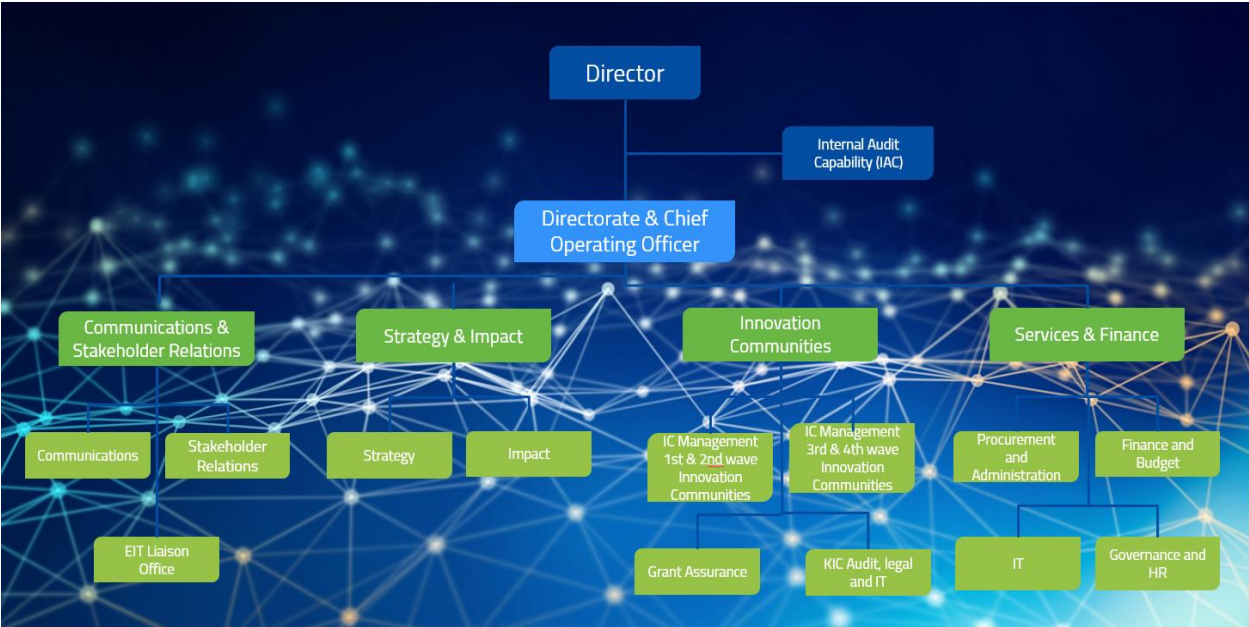 Director
Internal Audit
Capability (IAC)
Directorate & Chief
Operating Officer
Communications &
Stakeholder Relations
Strategy & Impact
Innovation
Communities
Services & Finance
Communications
Stakeholder
Relations
Strategy
Impact
IC Management
1st & 2nd wave
Innovation
Communities
IC Management
3rd & 4th wave
Innovation
Communities
Procurement
and
Administration
Finance and
Budget
EIT Liaison
Office
Grant Assurance
KIC Audit, legal
and IT
IT
Governance and
HR